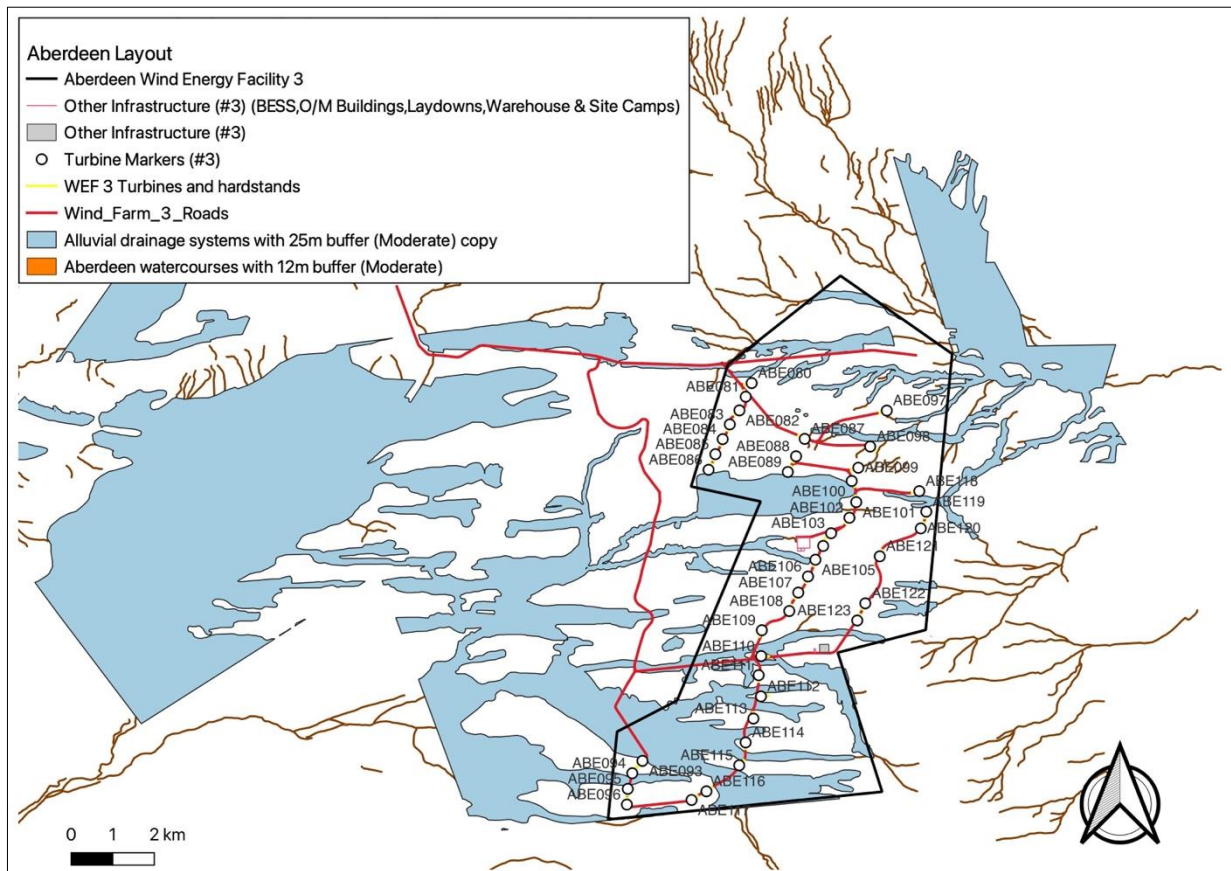 Aberdeen Layout
Aberdeen Wind Energy Facility 3
Other Infrastructure (#3) (BESS,O/M Buildings,Laydowns,Warehouse & Site Camps)
Other Infrastructure (#3)
Turbine Markers (#3)
WEF 3 Turbines and hardstands
Wind_Farm_3_Roads
Alluvial drainage systems with 25m buffer (Moderate) copy
Aberdeen watercourses with 12m buffer (Moderate)
ABE080
ABE081
ABE097
ABE083
ABE082
ABE084
ABE087
ABE085
ABE088
ABE098
ABE086
ABE089
ABE099
ABE118
ABE100
ABE119
ABE102
ABE101
ABE103
ABE120
ABE121
ABE106
ABE105
ABE107
ABE122
ABE108
ABE123
ABE109
ABE110
ABE111
ABE112
ABE113
ABE114
ABE115
ABE094
ABE093
ABE095
ABE116
ABE096
0 1 2 km